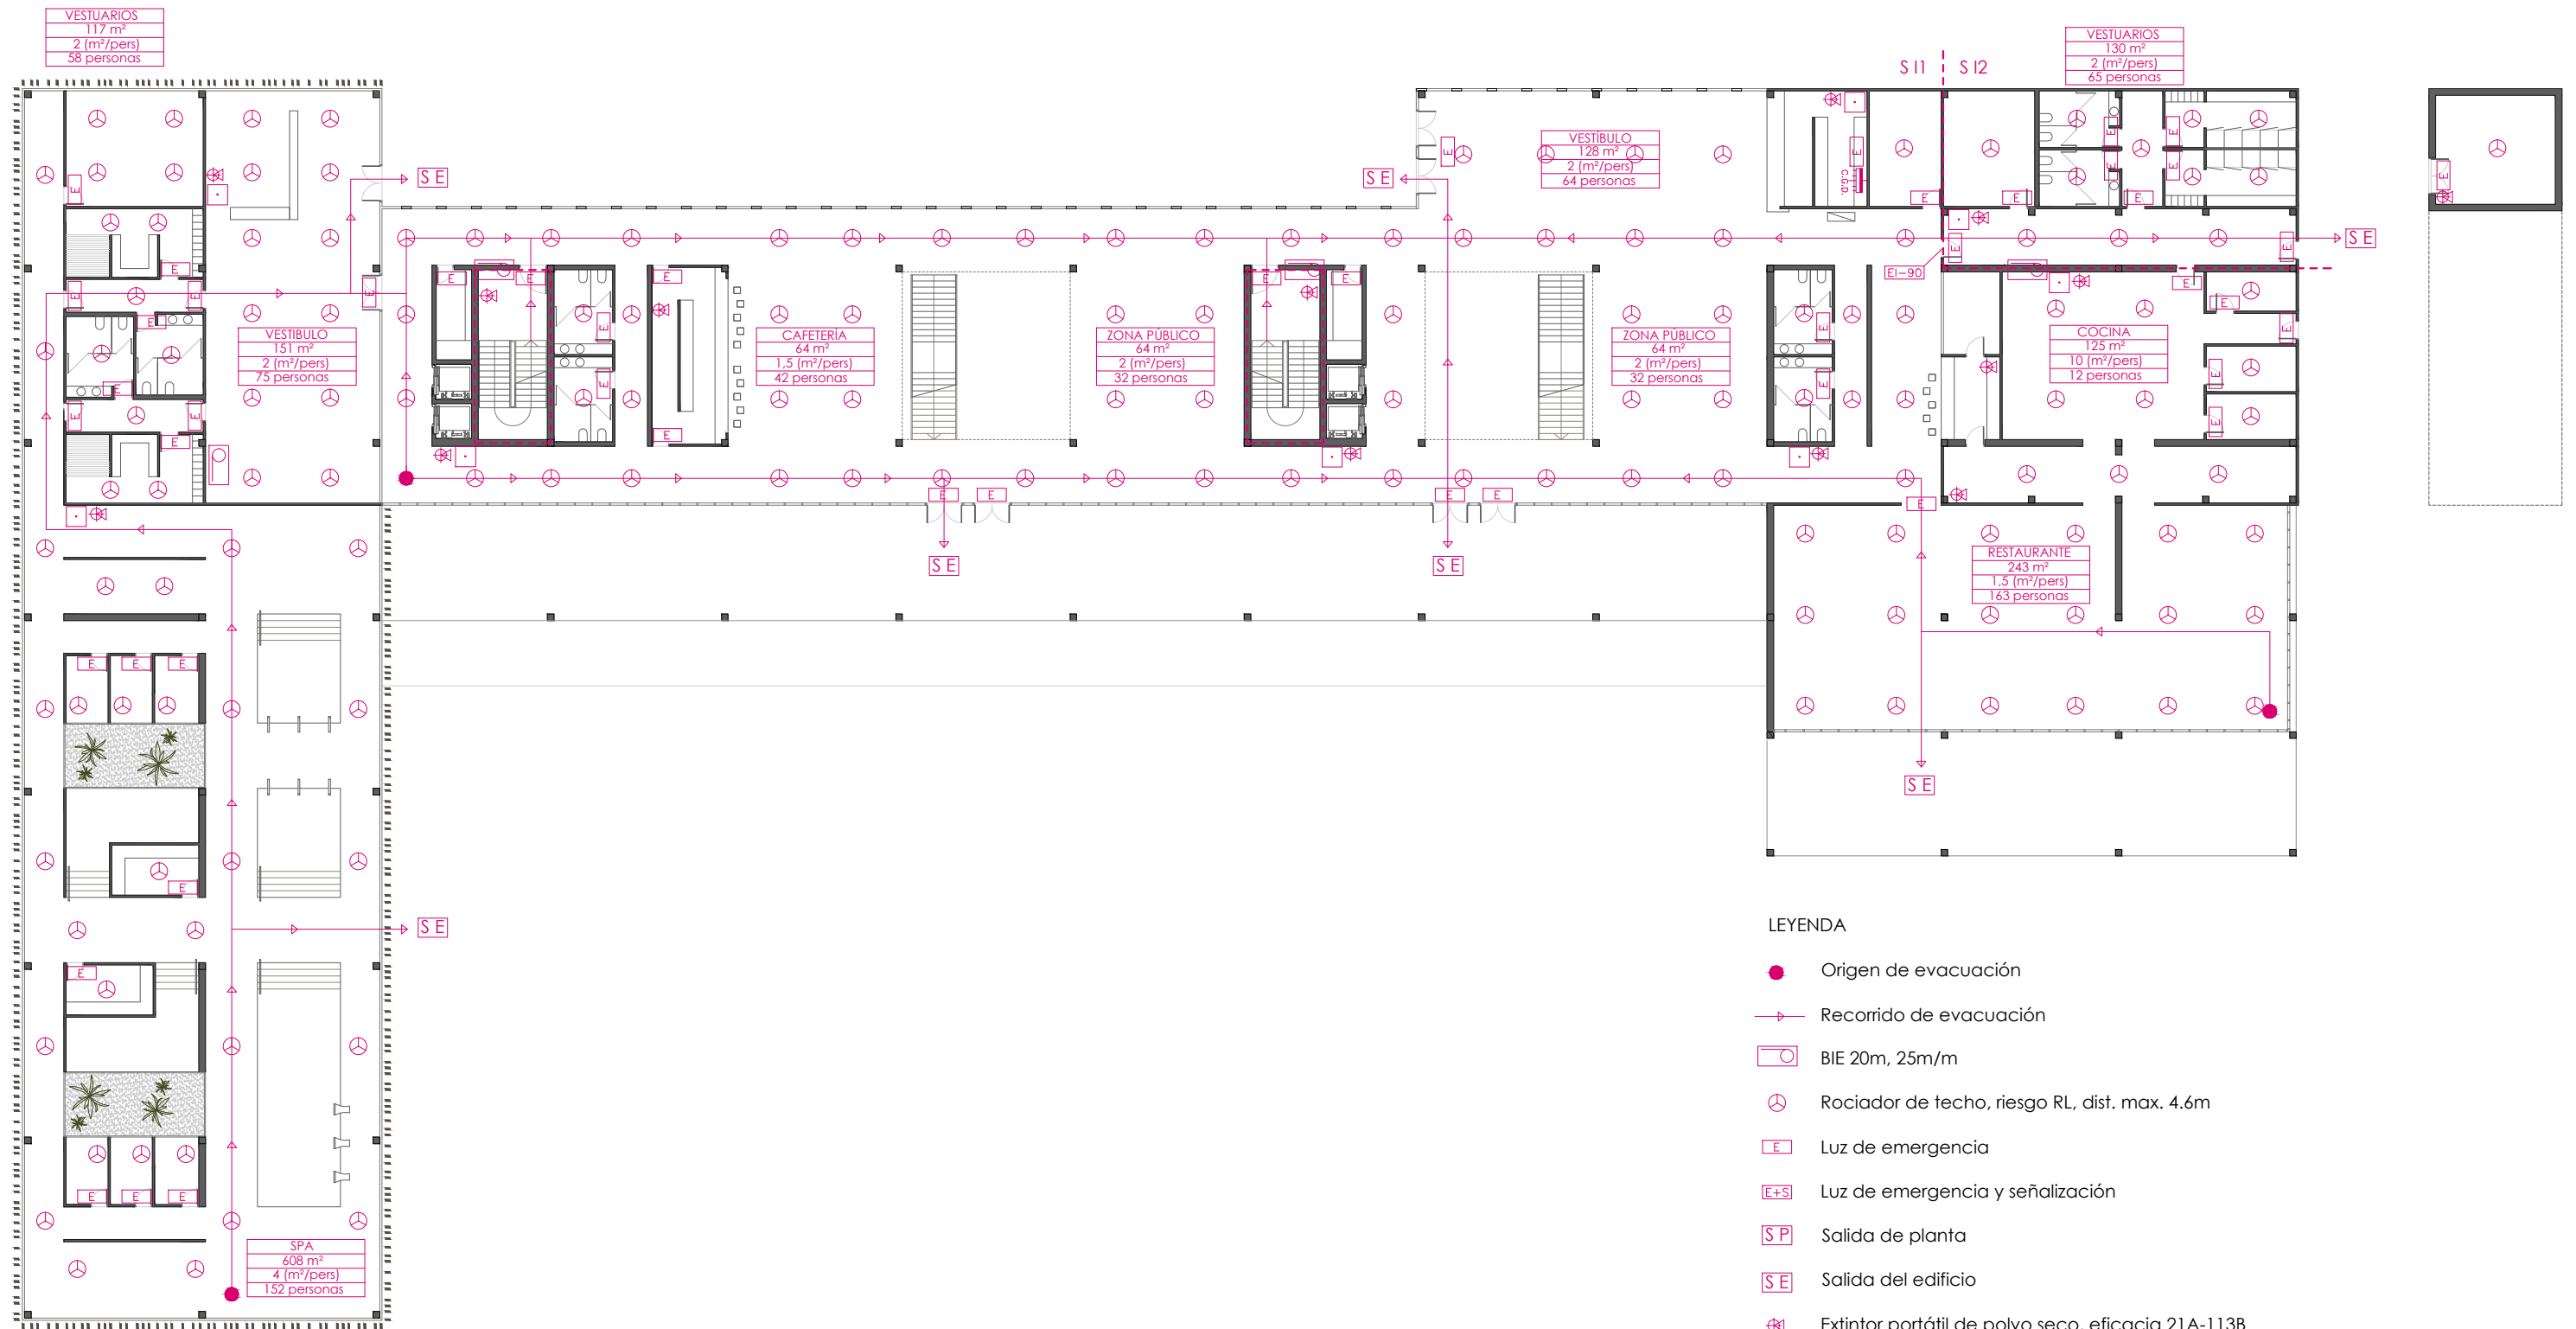 VESTUARIOS
117 m²
2 (m²/pers)
58 personas
VESTUARIOS
130 m²
2 (m²/pers)
65 personas
S I1
S I2
VESTÍBULO
128 m²
2 (m²/pers)
64 personas
C.G.D.
S E
S E
S E
EI-90
VESTIBULO
151 m²
2 (m²/pers)
75 personas
CAFETERÍA
64 m²
1,5 (m²/pers)
42 personas
ZONA PÚBLICO
64 m²
2 (m²/pers)
32 personas
ZONA PÚBLICO
64 m²
2 (m²/pers)
32 personas
COCINA
125 m²
10 (m²/pers)
12 personas
S E
S E
RESTAURANTE
243 m²
1,5 (m²/pers)
163 personas
S E
S E
SPA
608 m²
4 (m²/pers)
152 personas
LEYENDA
Origen de evacuación
Recorrido de evacuación
BIE 20m, 25m/m
Rociador de techo, riesgo RL, dist. max. 4.6m
E Luz de emergencia
E+S Luz de emergencia y señalización
S P Salida de planta
S E Salida del edificio
Extintor portátil de polvo seco, eficacia 21A-113B